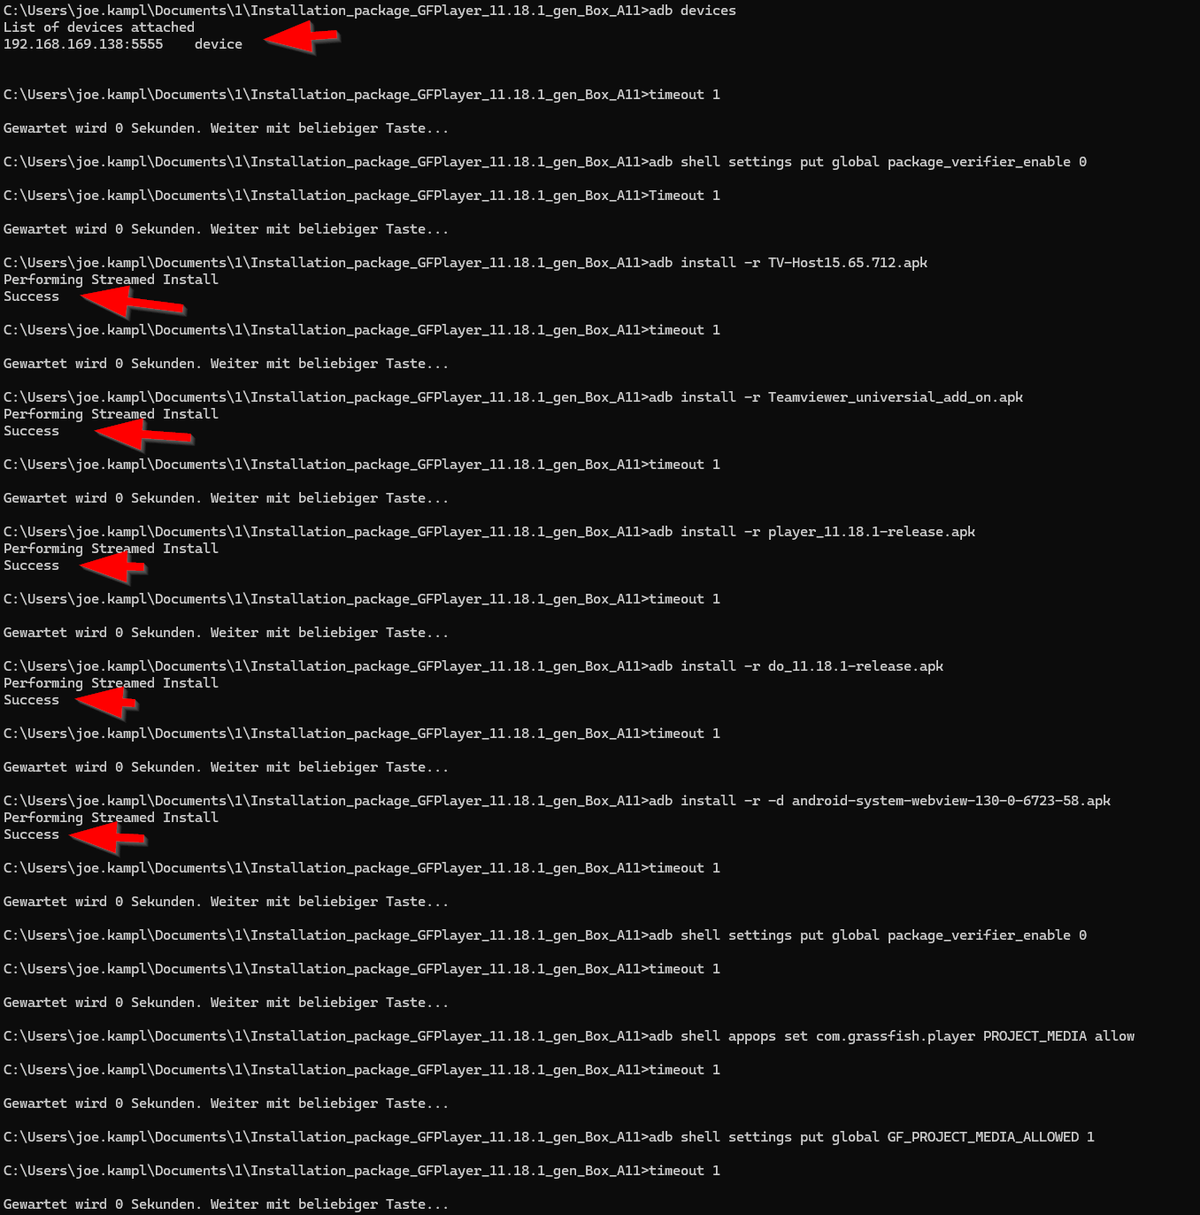 C:\Users\joe.kampl\Documents\1\Installation_package_GFPlayer_11.18.1_gen_Box_A11>adb devices
List of devices attached
192.168.169.138:5555    device
C:\Users\joe.kampl\Documents\1\Installation_package_GFPlayer_11.18.1_gen_Box_A11>timeout 1
Gewartet wird 0 Sekunden. Weiter mit beliebiger Taste...
C:\Users\joe.kampl\Documents\1\Installation_package_GFPlayer_11.18.1_gen_Box_A11>adb shell settings put global package_verifier_enable 0
C:\Users\joe.kampl\Documents\1\Installation_package_GFPlayer_11.18.1_gen_Box_A11>Timeout 1
Gewartet wird 0 Sekunden. Weiter mit beliebiger Taste...
C:\Users\joe.kampl\Documents\1\Installation_package_GFPlayer_11.18.1_gen_Box_A11>adb install -r TV-Host15.65.712.apk
Performing Streamed Install
Success
C:\Users\joe.kampl\Documents\1\Installation_package_GFPlayer_11.18.1_gen_Box_A11>timeout 1
Gewartet wird 0 Sekunden. Weiter mit beliebiger Taste...
C:\Users\joe.kampl\Documents\1\Installation_package_GFPlayer_11.18.1_gen_Box_A11>adb install -r Teamviewer_universial_add_on.apk
Performing Streamed Install
Success
C:\Users\joe.kampl\Documents\1\Installation_package_GFPlayer_11.18.1_gen_Box_A11>timeout 1
Gewartet wird 0 Sekunden. Weiter mit beliebiger Taste...
C:\Users\joe.kampl\Documents\1\Installation_package_GFPlayer_11.18.1_gen_Box_A11>adb install -r player_11.18.1-release.apk
Performing Streamed Install
Success
C:\Users\joe.kampl\Documents\1\Installation_package_GFPlayer_11.18.1_gen_Box_A11>timeout 1
Gewartet wird 0 Sekunden. Weiter mit beliebiger Taste...
C:\Users\joe.kampl\Documents\1\Installation_package_GFPlayer_11.18.1_gen_Box_A11>adb install -r do_11.18.1-release.apk
Performing Streamed Install
Success
C:\Users\joe.kampl\Documents\1\Installation_package_GFPlayer_11.18.1_gen_Box_A11>timeout 1
Gewartet wird 0 Sekunden. Weiter mit beliebiger Taste...
C:\Users\joe.kampl\Documents\1\Installation_package_GFPlayer_11.18.1_gen_Box_A11>adb install -r -d android-system-webview-130-0-6723-58.apk
Performing Streamed Install
Success
C:\Users\joe.kampl\Documents\1\Installation_package_GFPlayer_11.18.1_gen_Box_A11>timeout 1
Gewartet wird 0 Sekunden. Weiter mit beliebiger Taste...
C:\Users\joe.kampl\Documents\1\Installation_package_GFPlayer_11.18.1_gen_Box_A11>adb shell settings put global package_verifier_enable 0
C:\Users\joe.kampl\Documents\1\Installation_package_GFPlayer_11.18.1_gen_Box_A11>timeout 1
Gewartet wird 0 Sekunden. Weiter mit beliebiger Taste...
C:\Users\joe.kampl\Documents\1\Installation_package_GFPlayer_11.18.1_gen_Box_A11>adb shell appops set com.grassfish.player PROJECT_MEDIA allow
C:\Users\joe.kampl\Documents\1\Installation_package_GFPlayer_11.18.1_gen_Box_A11>timeout 1
Gewartet wird 0 Sekunden. Weiter mit beliebiger Taste...
C:\Users\joe.kampl\Documents\1\Installation_package_GFPlayer_11.18.1_gen_Box_A11>adb shell settings put global GF_PROJECT_MEDIA_ALLOWED 1
C:\Users\joe.kampl\Documents\1\Installation_package_GFPlayer_11.18.1_gen_Box_A11>timeout 1
Gewartet wird 0 Sekunden. Weiter mit beliebiger Taste...